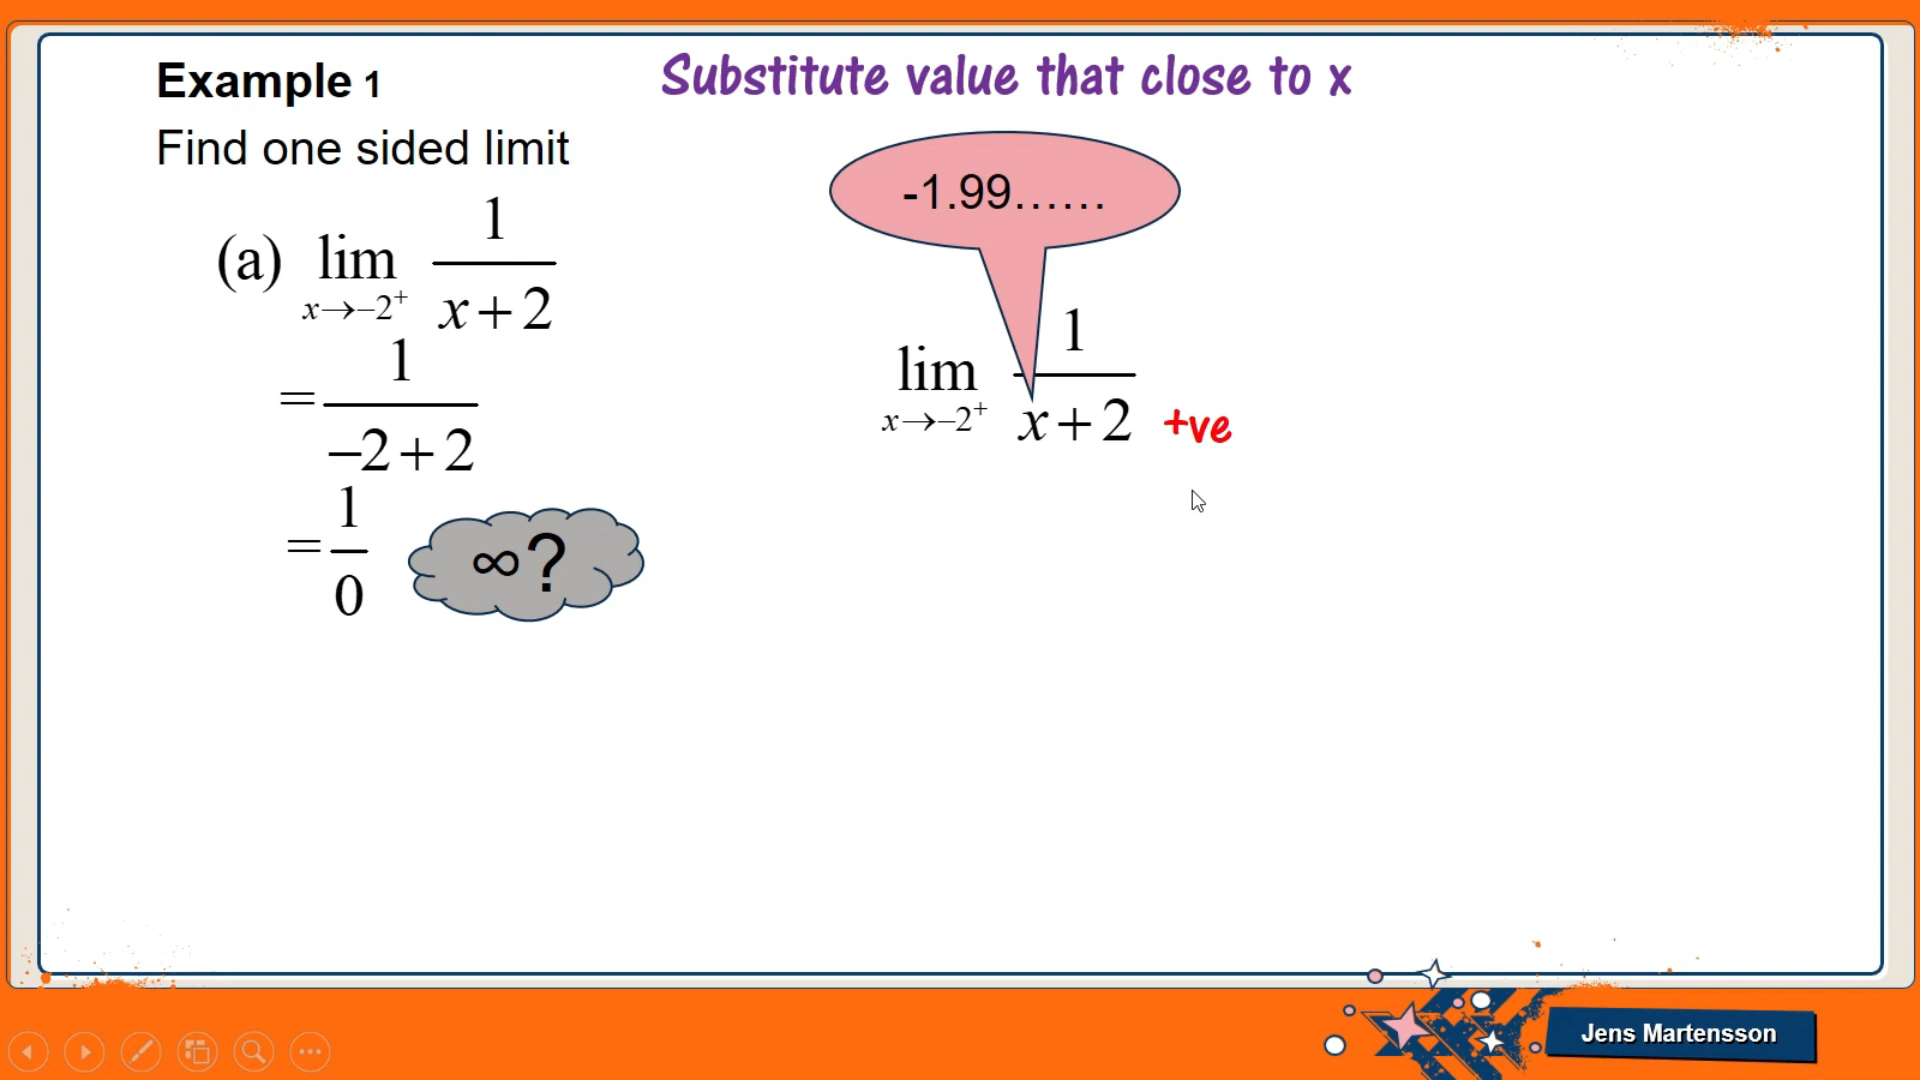 Example 1
Substitute value that close to x
Find one sided limit
(a) lim x→−2⁺ 1/(x+2)
= 1/(−2+2)
= 1/0
∞?
-1.99......
lim x→−2⁺ 1/(x+2) +ve
Jens Martensson